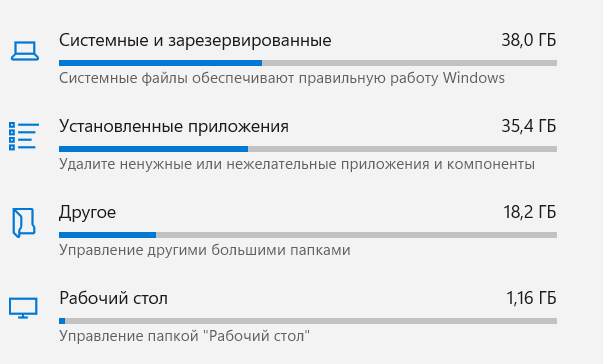 Системные и зарезервированные 38,0 ГБ
Системные файлы обеспечивают правильную работу Windows
Установленные приложения 35,4 ГБ
Удалите ненужные или нежелательные приложения и компоненты
Другое 18,2 ГБ
Управление другими большими папками
Рабочий стол 1,16 ГБ
Управление папкой "Рабочий стол"